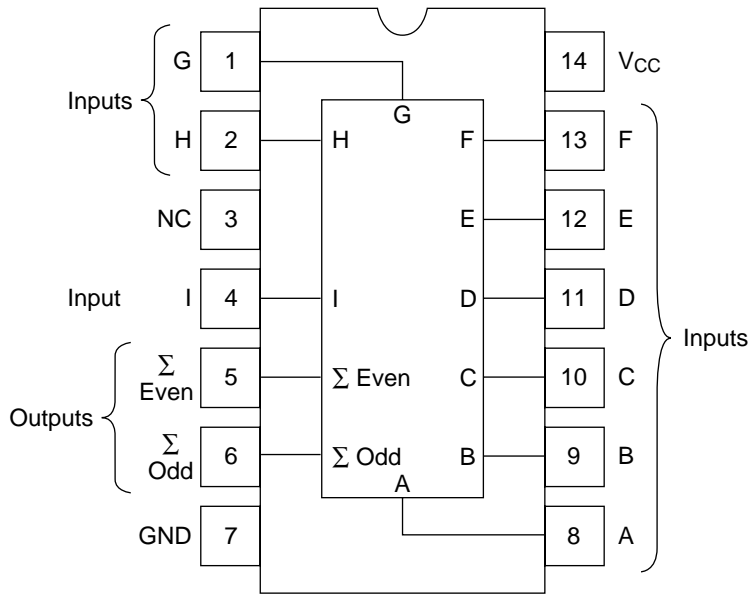 G 1 14 VCC
Inputs
G
H 2 H F 13 F
NC 3 E 12 E
Input I 4 I D 11 D
Inputs
Σ
Even 5 Σ Even C 10 C
Outputs
Σ
Odd 6 Σ Odd B 9 B
A
GND 7 8 A